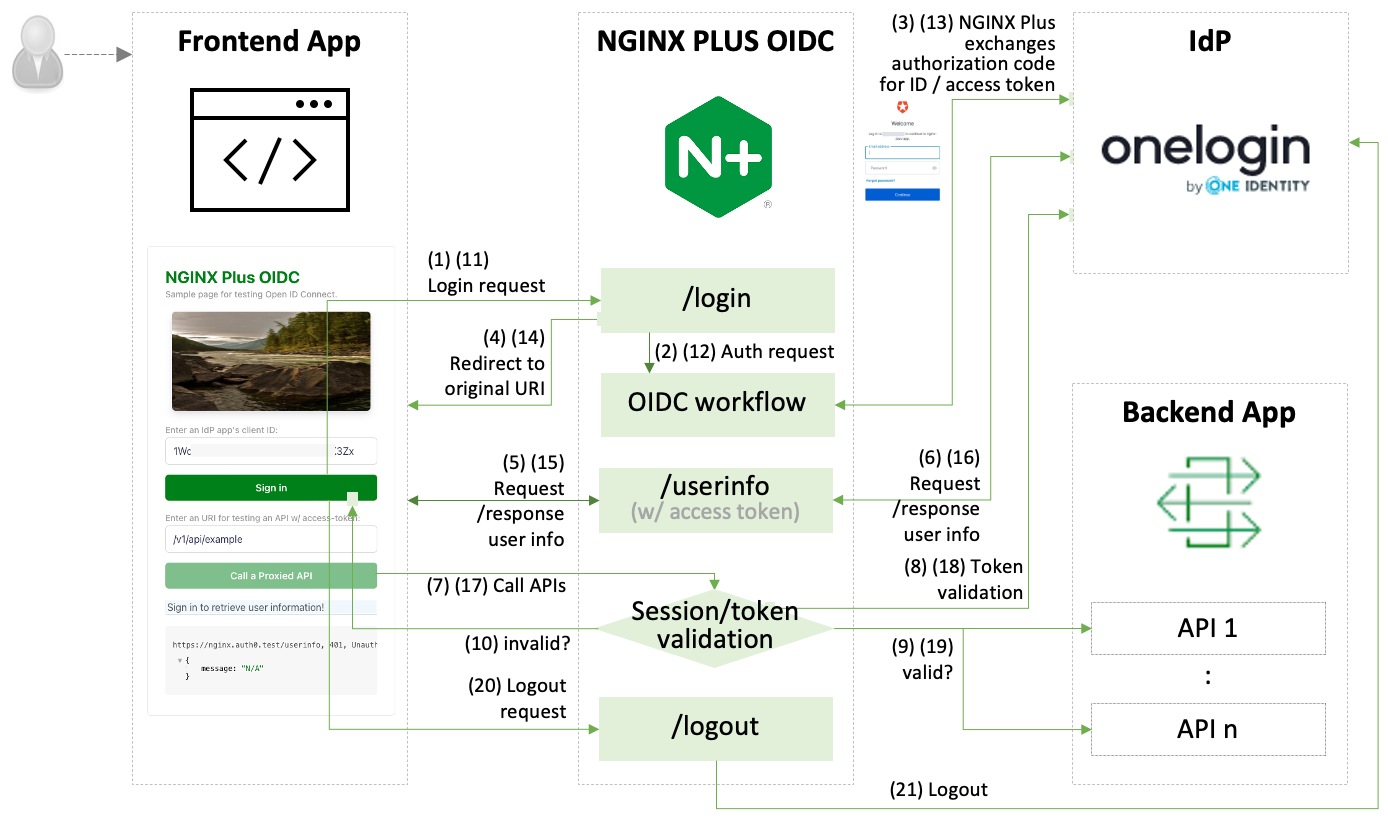 Frontend App
NGINX Plus OIDC
Sample page for testing Open ID Connect.
Enter an IdP app's client ID:
1Wc :3Zx
Sign in
Enter an URI for testing an API w/ access-token:
/v1/api/example
Call a Proxied API
Sign in to retrieve user information!
https://nginx.auth0.test/userinfo, 401, Unauth
{
message: "N/A"
}
(1) (11)
Login request
(4) (14)
Redirect to
original URI
(5) (15)
Request
/response
user info
(7) (17) Call APIs
(10) invalid?
(20) Logout
request
NGINX PLUS OIDC
N+
®
/login
(2) (12) Auth request
OIDC workflow
/userinfo
(w/ access token)
Session/token
validation
/logout
(3) (13) NGINX Plus
exchanges
authorization code
for ID / access token
Welcome
Email address
Password
Forgot password?
Continue
(6) (16)
Request
/response
user info
(8) (18) Token
validation
(9) (19)
valid?
(21) Logout
IdP
onelogin
by ONE IDENTITY
Backend App
API 1
:
API n